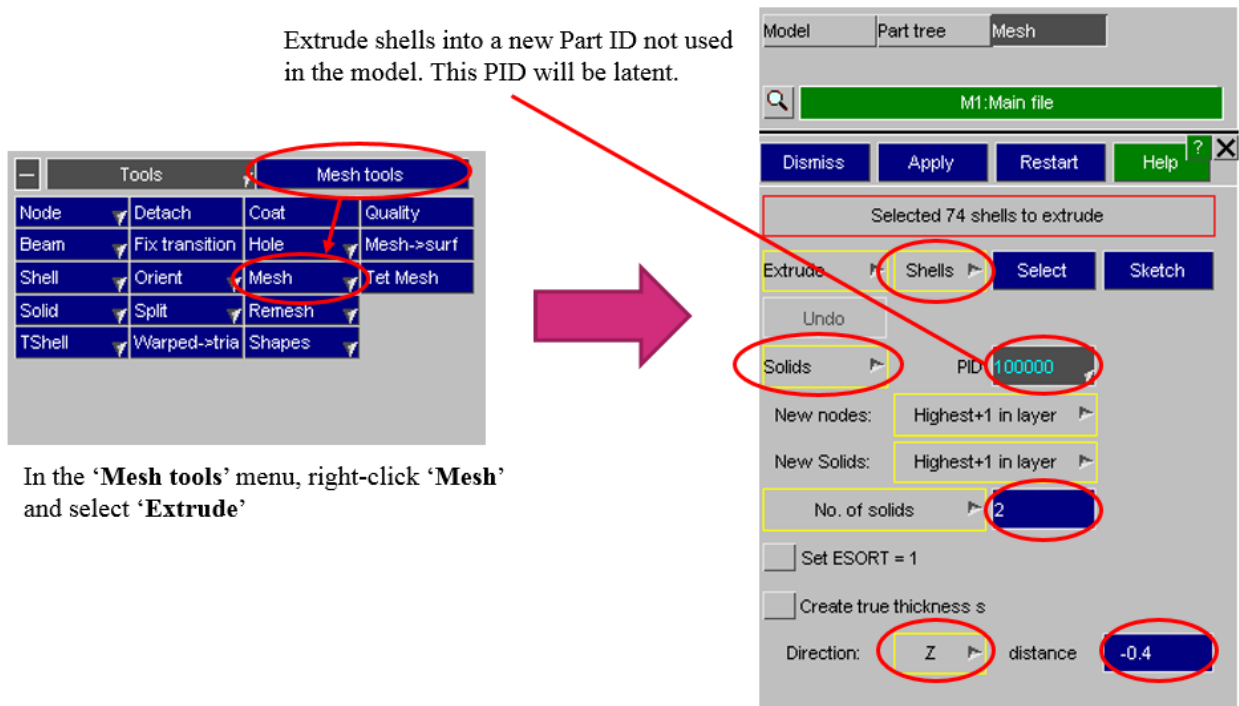 Extrude shells into a new Part ID not used
in the model. This PID will be latent.
Tools Mesh tools
Node Detach Coat Quality
Beam Fix transition Hole Mesh->surf
Shell Orient Mesh Tet Mesh
Solid Split Remesh
TShell Warped->tria Shapes
In the ‘Mesh tools’ menu, right-click ‘Mesh’
and select ‘Extrude’
Model Part tree Mesh
M1:Main file
Dismiss Apply Restart Help ? X
Selected 74 shells to extrude
Extrude Shells Select Sketch
Undo
Solids PID 100000
New nodes: Highest+1 in layer
New Solids: Highest+1 in layer
No. of solids 2
Set ESORT = 1
Create true thickness s
Direction: Z distance -0.4